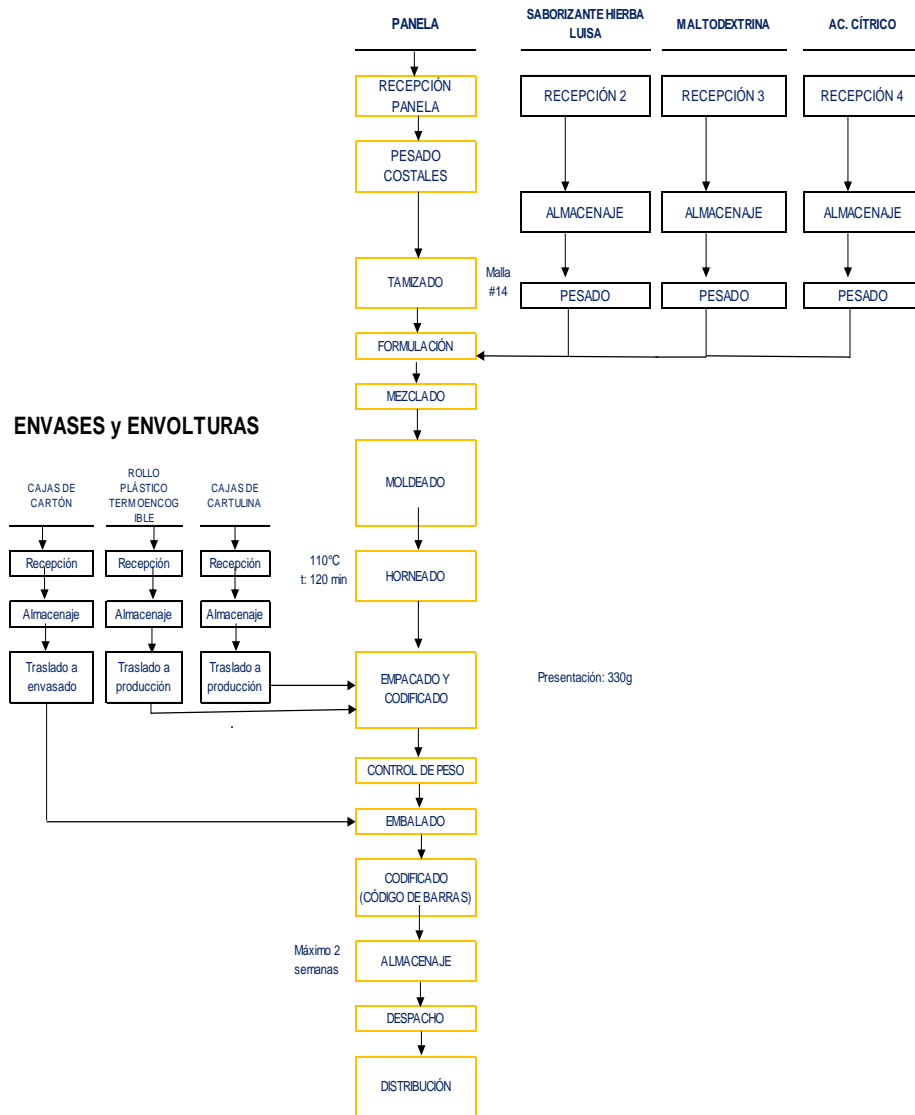 PANELA
SABORIZANTE HIERBA
LUISA
MALTODEXTRINA
AC. CÍTRICO
RECEPCIÓN
PANELA
RECEPCIÓN 2
RECEPCIÓN 3
RECEPCIÓN 4
PESADO
COSTALES
ALMACENAJE
ALMACENAJE
ALMACENAJE
TAMIZADO
Malla
#14
PESADO
PESADO
PESADO
FORMULACIÓN
MEZCLADO
ENVASES y ENVOLTURAS
MOLDEADO
CAJAS DE
CARTÓN
ROLLO
PLÁSTICO
TERMOENCOG
IBLE
CAJAS DE
CARTULINA
Recepción
Recepción
Recepción
110°C
t: 120 min
HORNEADO
Almacenaje
Almacenaje
Almacenaje
Traslado a
envasado
Traslado a
producción
Traslado a
producción
EMPACADO Y
CODIFICADO
Presentación: 330g
CONTROL DE PESO
EMBALADO
CODIFICADO
(CÓDIGO DE BARRAS)
Máximo 2
semanas
ALMACENAJE
DESPACHO
DISTRIBUCIÓN